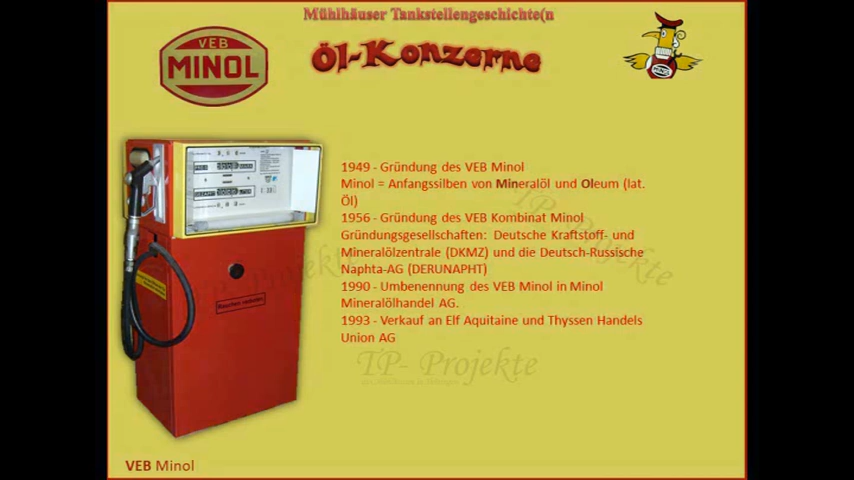 Mühlhäuser Tankstellengeschichte(n
Öl-Konzerne
VEB
MINOL
MINOL
1949 - Gründung des VEB Minol
Minol = Anfangssilben von Mineralöl und Oleum (lat.
Öl)
1956 - Gründung des VEB Kombinat Minol
Gründungsgesellschaften: Deutsche Kraftstoff- und
Mineralölzentrale (DKMZ) und die Deutsch-Russische
Naphta-AG (DERUNAPHT)
1990 - Umbenennung des VEB Minol in Minol
Mineralölhandel AG.
1993 - Verkauf an Elf Aquitaine und Thyssen Handels
Union AG
Rauchen verboten
TP- Projekte
VEB Minol